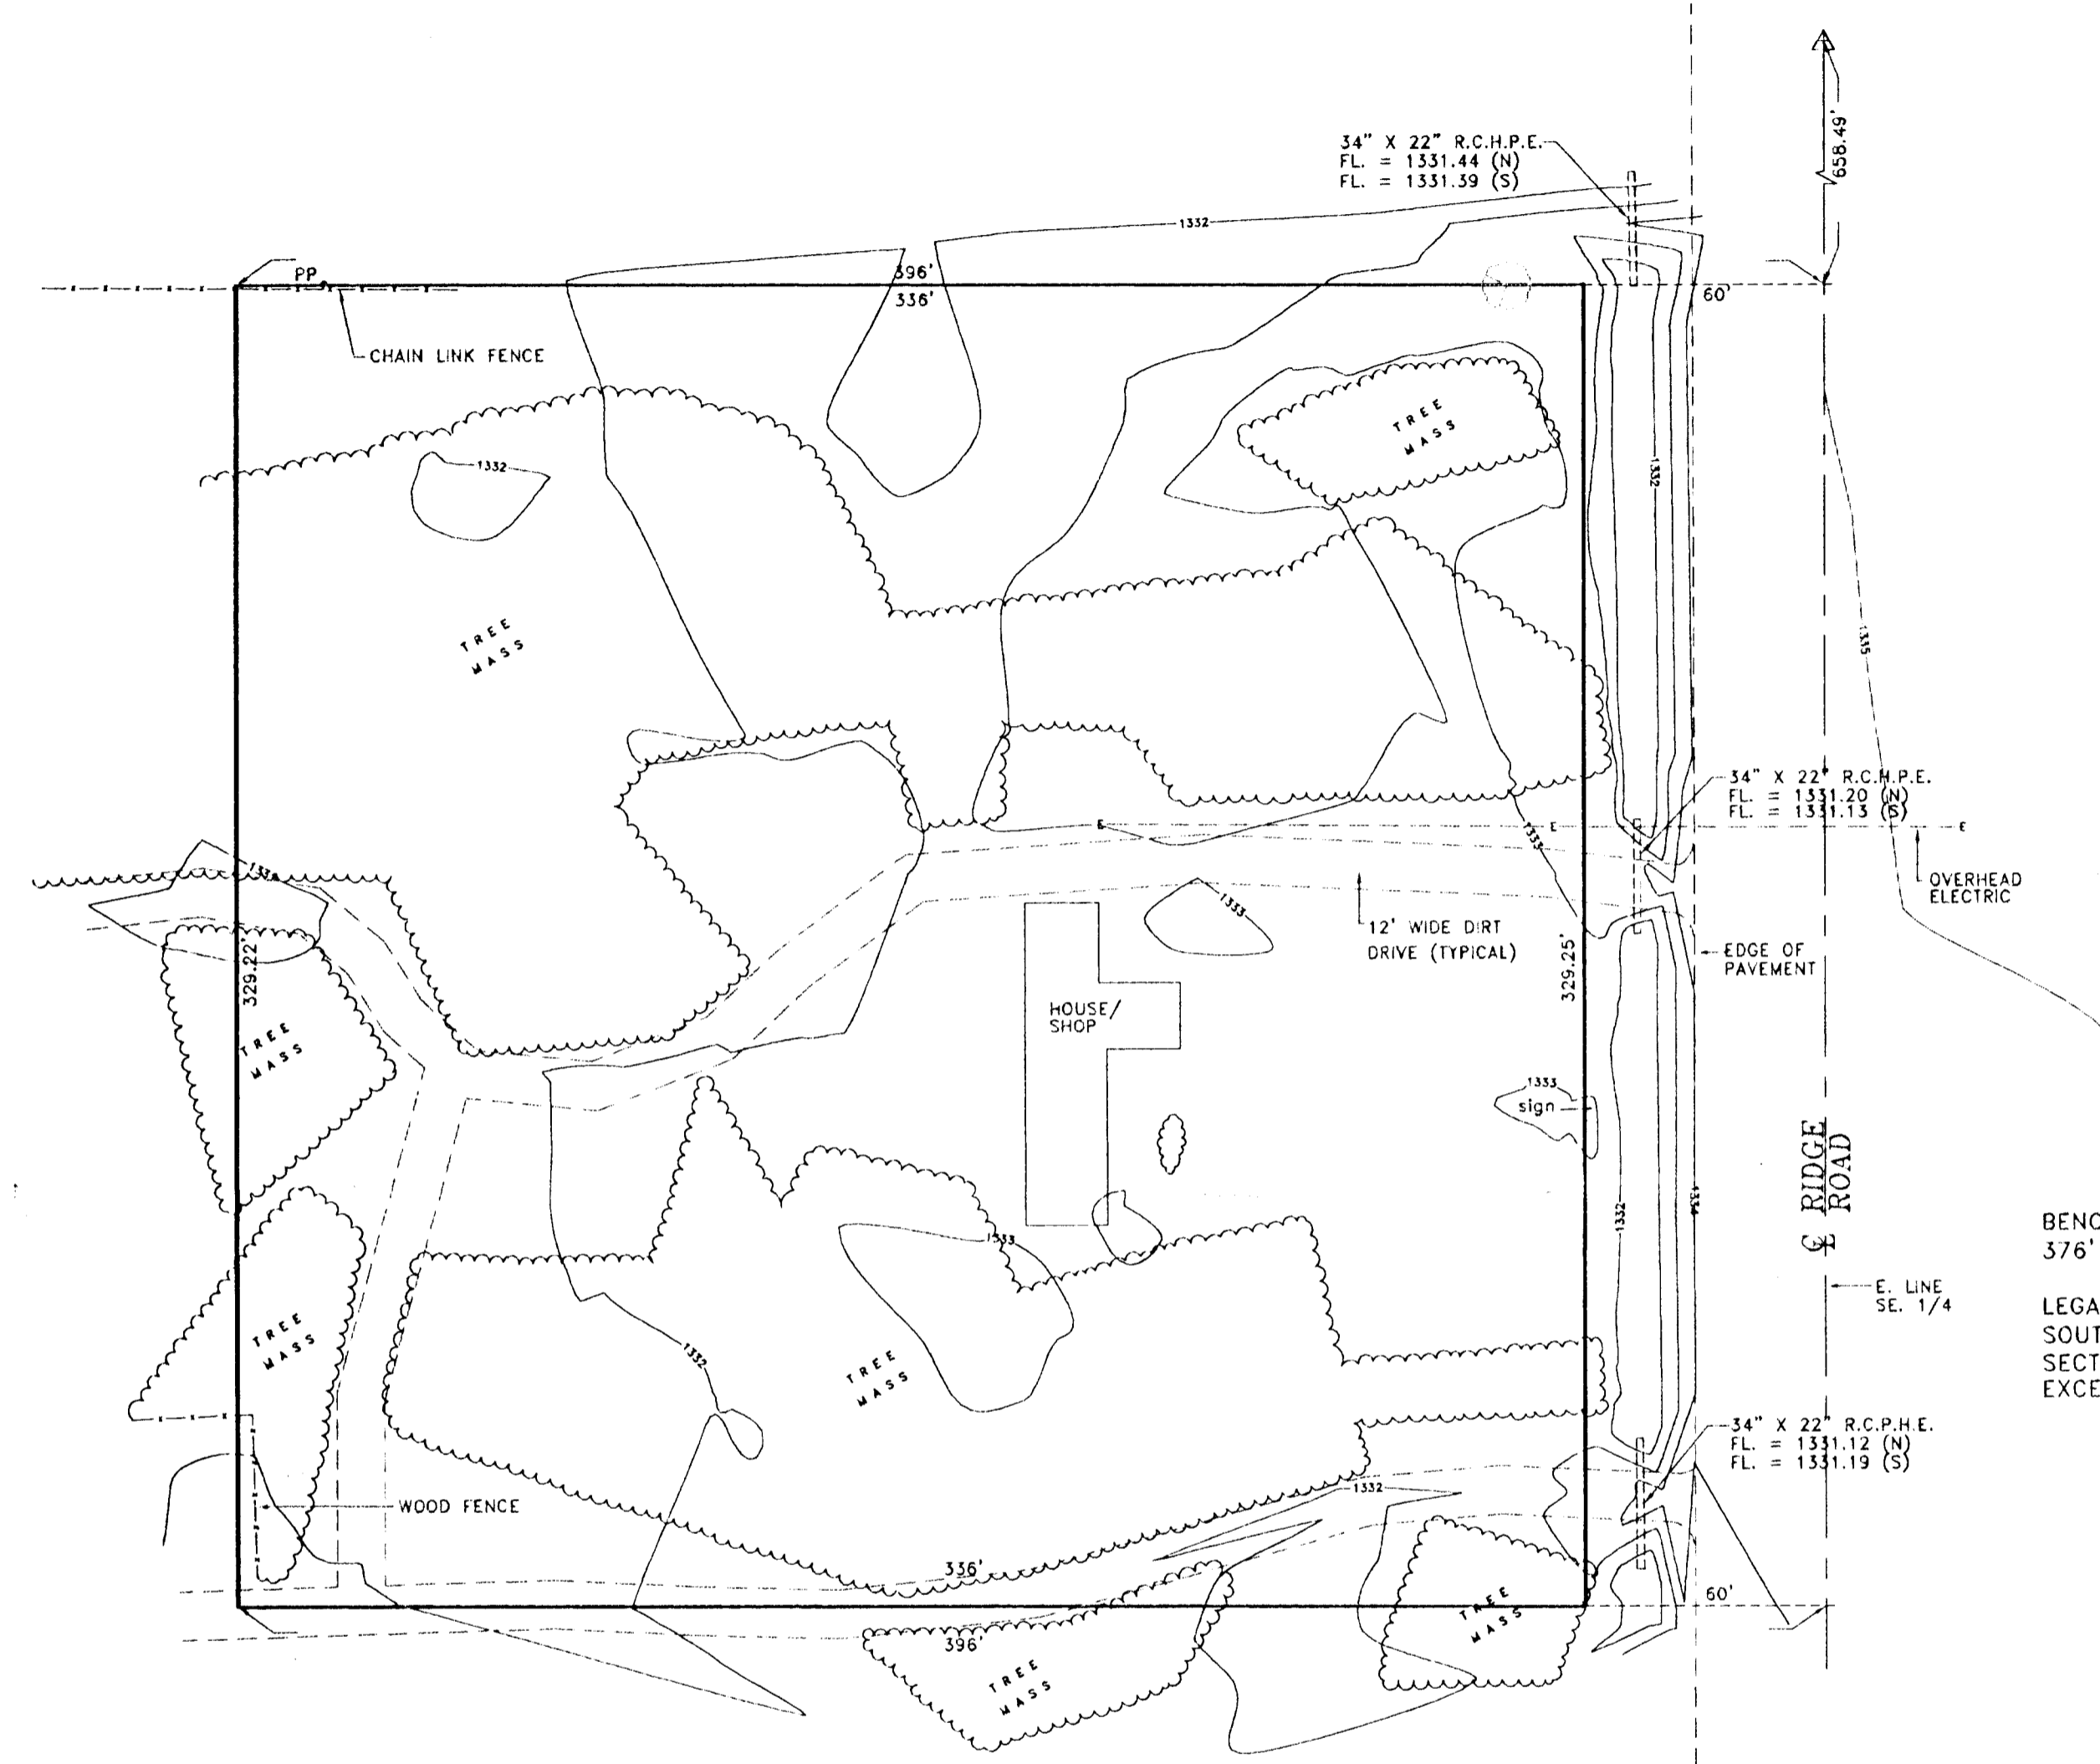 658.49'
34" X 22" R.C.H.P.E.
FL. = 1331.44 (N)
FL. = 1331.39 (S)
1332
PP
396'
336'
60'
CHAIN LINK FENCE
TREE
MASS
1332
1332
TREE
MASS
1335
34" X 22" R.C.H.P.E.
FL. = 1331.20 (N)
FL. = 1331.13 (S)
E
E
E
1333
OVERHEAD
ELECTRIC
1333
12' WIDE DIRT
DRIVE (TYPICAL)
329.22'
329.25'
EDGE OF
PAVEMENT
HOUSE/
SHOP
TREE
MASS
1333
sign
RIDGE
ROAD
1332
1334
1333
BENC
376'
E. LINE
SE. 1/4
LEGA
SOUT
SECT
EXCE
TREE
MASS
1332
TREE
MASS
34" X 22" R.C.P.H.E.
FL. = 1331.12 (N)
FL. = 1331.19 (S)
1332
WOOD FENCE
336'
60'
396'
TREE
MASS
TREE
MASS